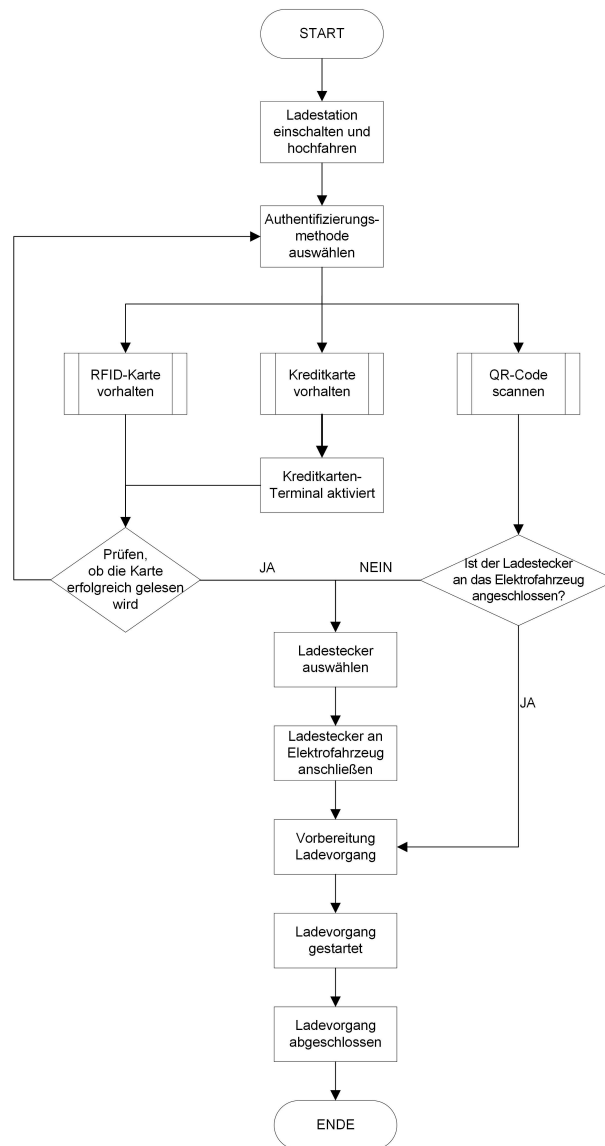 START
Ladestation
einschalten und
hochfahren
Authentifizierungs-
methode
auswählen
RFID-Karte
vorhalten
Kreditkarte
vorhalten
QR-Code
scannen
Kreditkarten-
Terminal aktiviert
Prüfen,
ob die Karte
erfolgreich gelesen
wird
JA
NEIN
Ist der Ladestecker
an das Elektrofahrzeug
angeschlossen?
Ladestecker
auswählen
JA
Ladestecker an
Elektrofahrzeug
anschließen
Vorbereitung
Ladevorgang
Ladevorgang
gestartet
Ladevorgang
abgeschlossen
ENDE